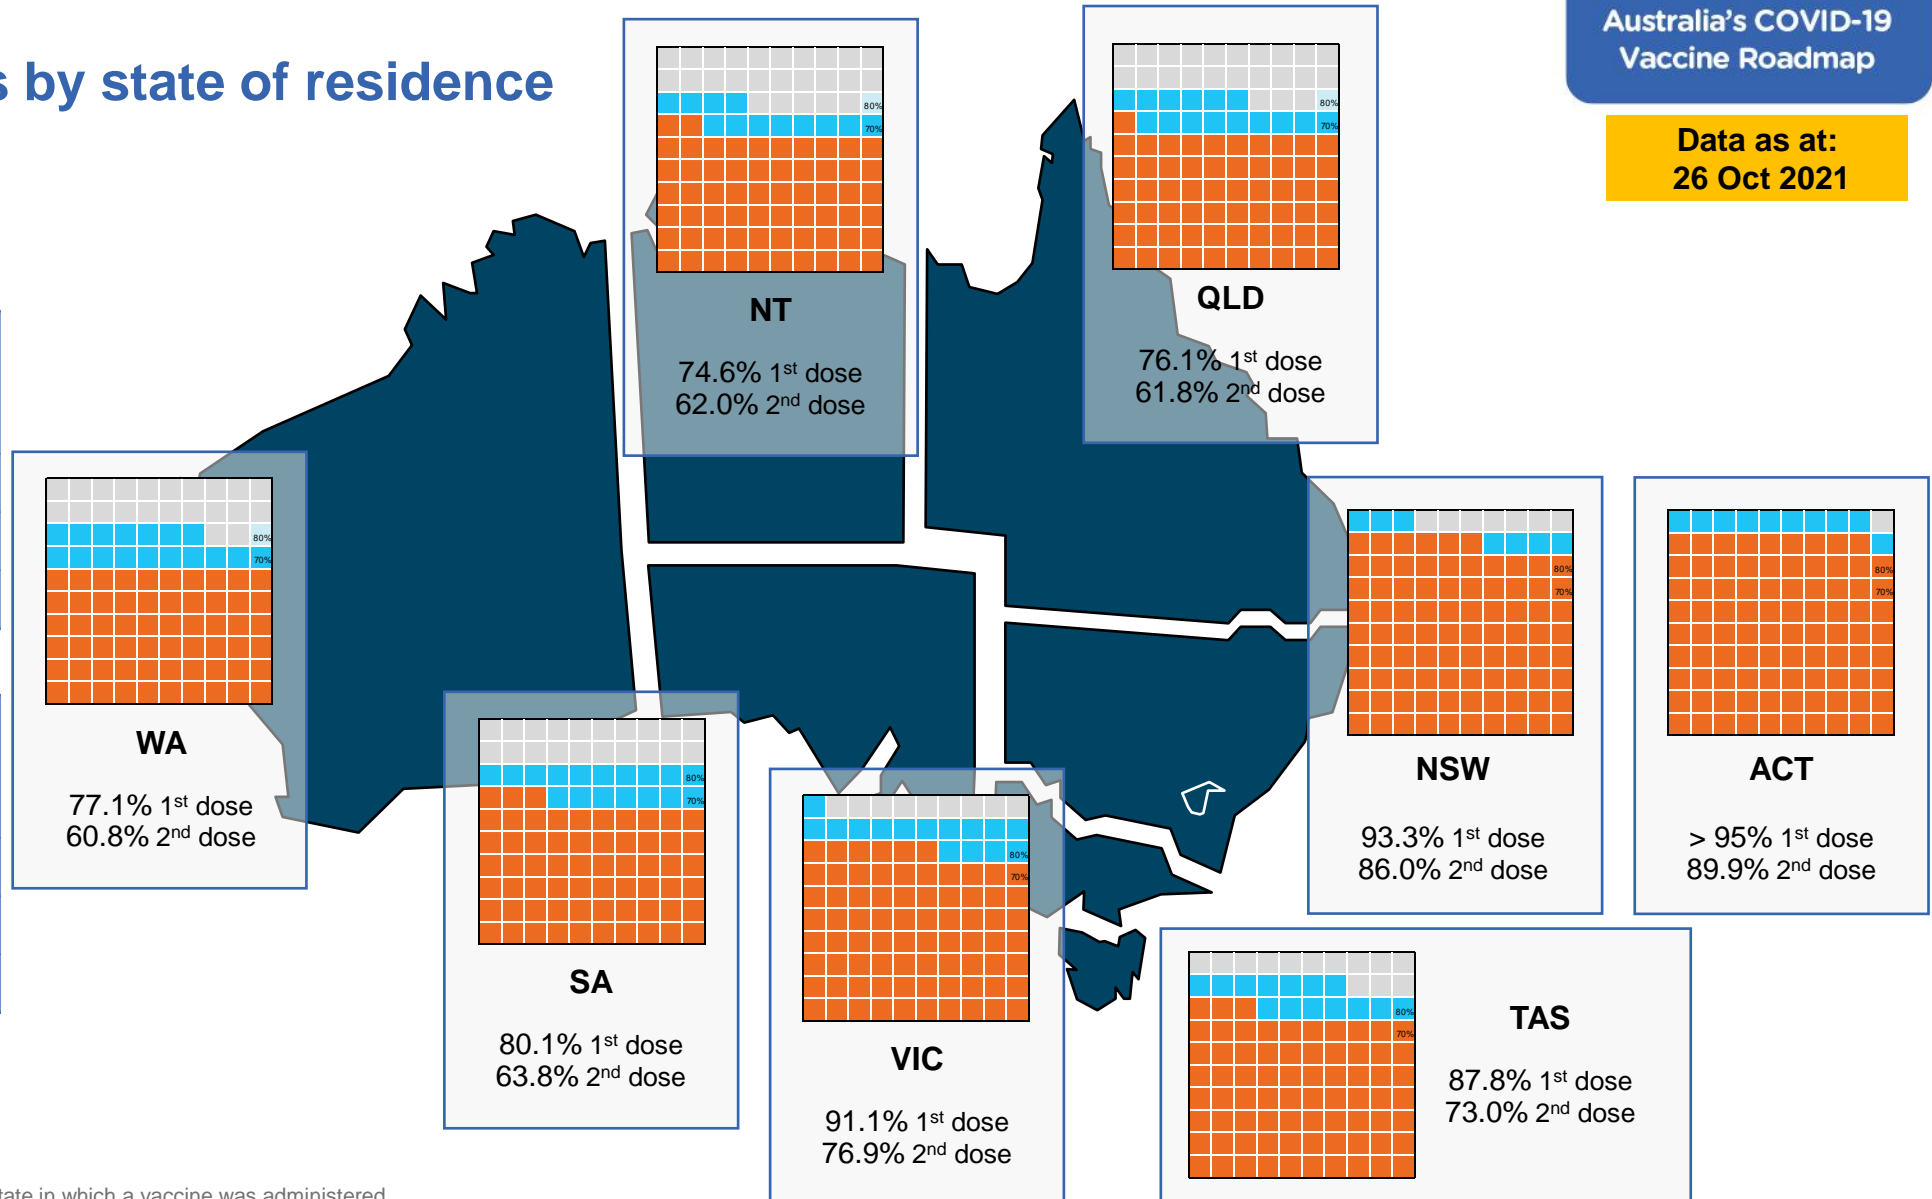 s by state of residence
Australia's COVID-19
Vaccine Roadmap
Data as at:
26 Oct 2021
80%
70%
NT
74.6% 1st dose
62.0% 2nd dose
80%
70%
QLD
76.1% 1st dose
61.8% 2nd dose
80%
70%
WA
77.1% 1st dose
60.8% 2nd dose
80%
70%
SA
80.1% 1st dose
63.8% 2nd dose
80%
70%
VIC
91.1% 1st dose
76.9% 2nd dose
80%
70%
NSW
93.3% 1st dose
86.0% 2nd dose
80%
70%
ACT
> 95% 1st dose
89.9% 2nd dose
80%
70%
TAS
87.8% 1st dose
73.0% 2nd dose
tate in which a vaccine was administered